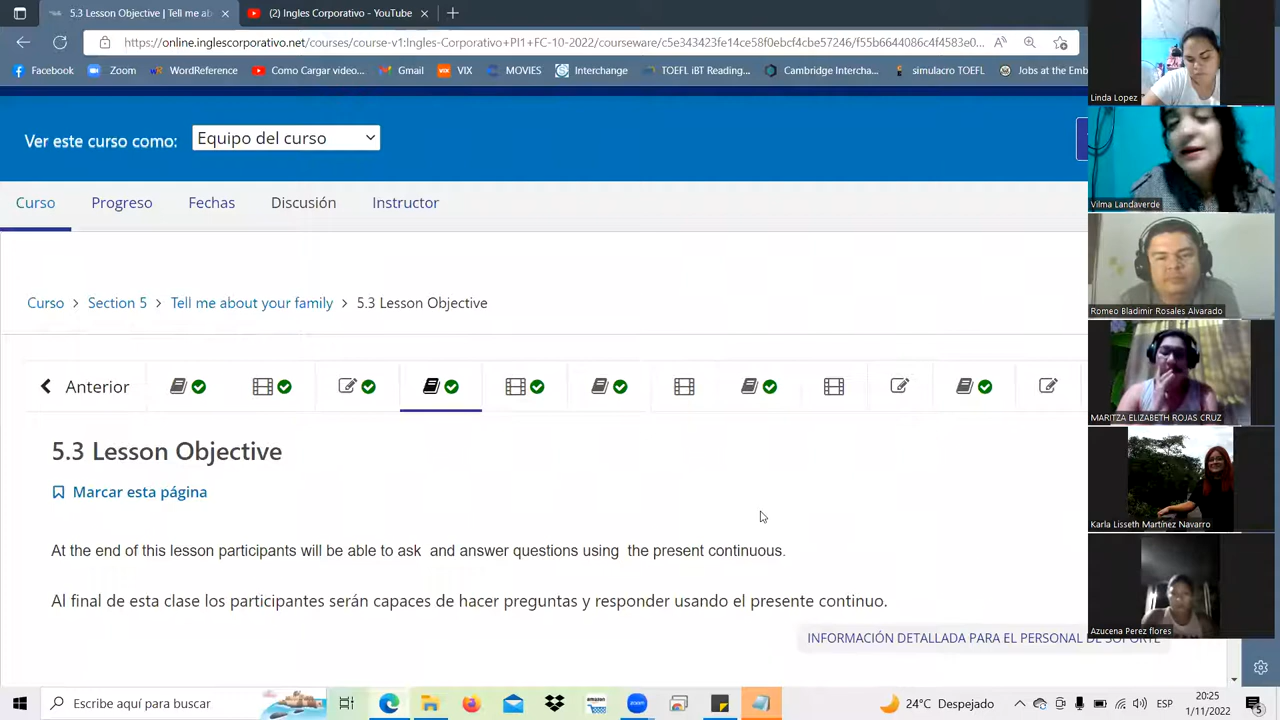 5.3 Lesson Objective | Tell me ab
(2) Ingles Corporativo - YouTube
https://online.inglescorporativo.net/courses/course-v1:Ingles-Corporativo+PI1+FC-10-2022/courseware/c5e343423fe14ce58f0ebcf4cbe57246/f55b6644086c4f4583e0...
Facebook Zoom WordReference Como Cargar video... Gmail VIX MOVIES Interchange TOEFL iBT Reading... Cambridge Intercha... simulacro TOEFL Jobs at the Emb
Ver este curso como: Equipo del curso
Curso Progreso Fechas Discusión Instructor
Curso > Section 5 > Tell me about your family > 5.3 Lesson Objective
Anterior
5.3 Lesson Objective
Marcar esta página
At the end of this lesson participants will be able to ask and answer questions using the present continuous.
Al final de esta clase los participantes serán capaces de hacer preguntas y responder usando el presente continuo.
INFORMACIÓN DETALLADA PARA EL PERSONAL DE SOPORTE
Linda Lopez
Vilma Landaverde
Romeo Bladimir Rosales Alvarado
MARITZA ELIZABETH ROJAS CRUZ
Karla Lisseth Martínez Navarro
Azucena Perez flores
Escribe aquí para buscar
24°C Despejado
ESP
20:25
1/11/2022
5